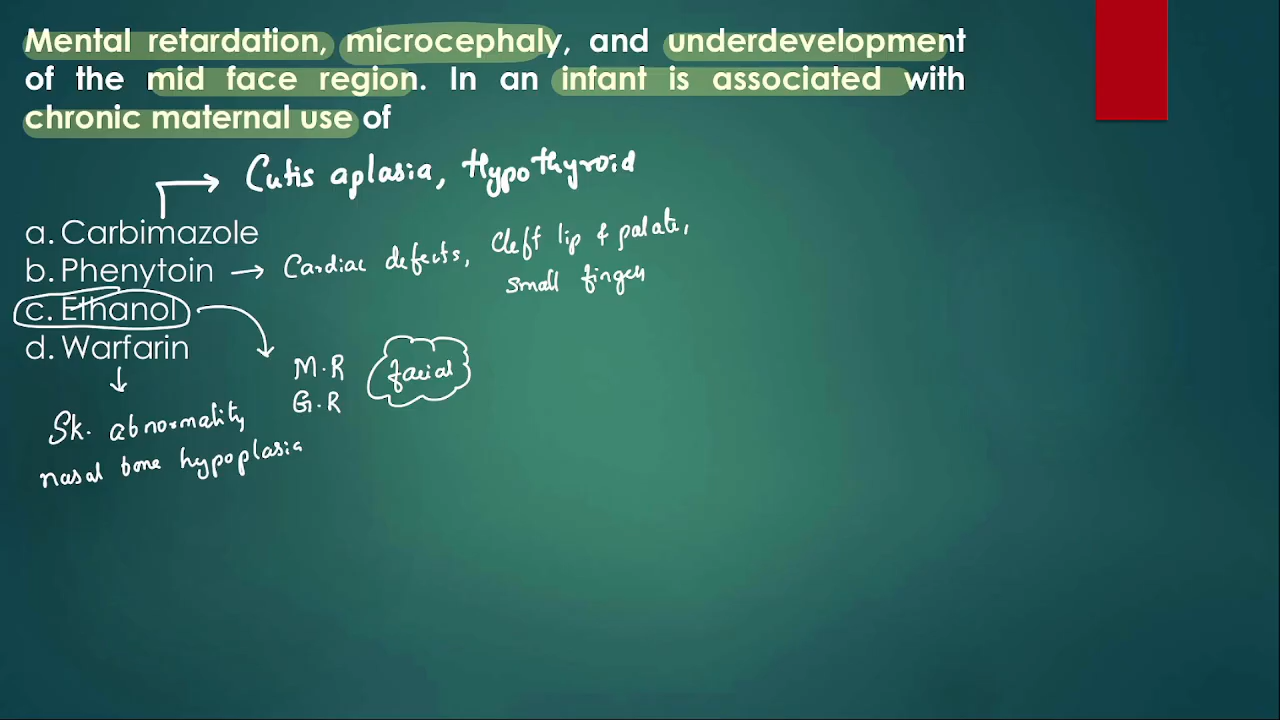 Mental retardation, microcephaly, and underdevelopment
of the mid face region. In an infant is associated with
chronic maternal use of
Cutis aplasia, Hypothyroid
a. Carbimazole
b. Phenytoin → Cardiac defects, Cleft lip & palate,
small fingers
c. Ethanol
d. Warfarin
M.R
G.R
facial
Sk. abnormality
nasal bone hypoplasia